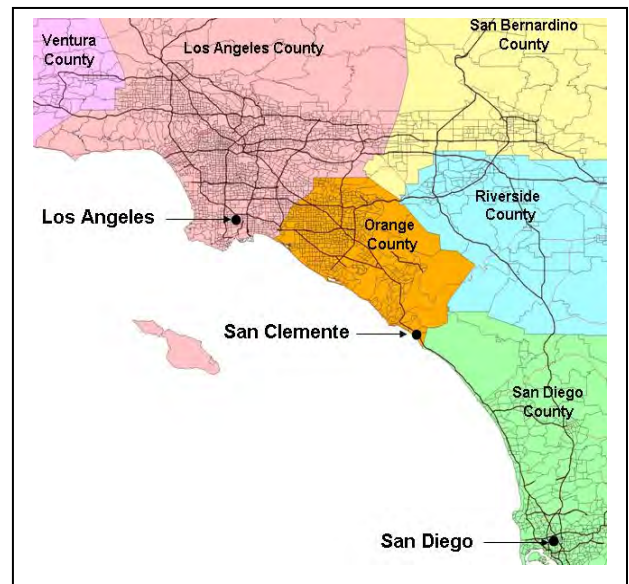 San Bernardino
County
Ventura
County
Los Angeles County
Riverside
County
Los Angeles
Orange
County
San Clemente
San Diego
County
San Diego